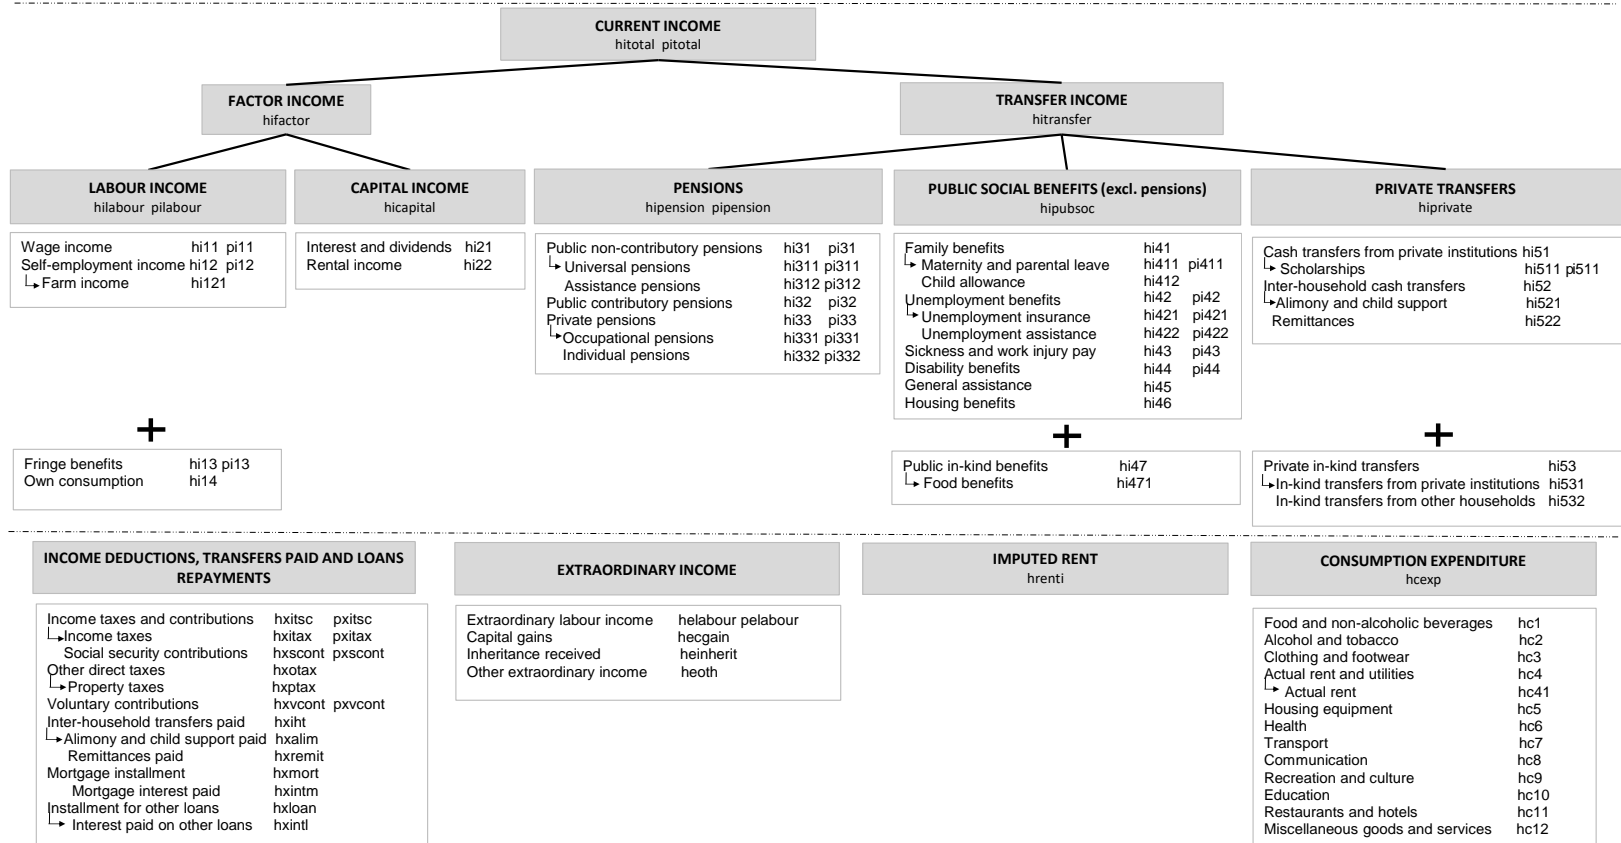 CURRENT INCOME
hitotal pitotal
FACTOR INCOME
hifactor
TRANSFER INCOME
hitransfer
LABOUR INCOME
hilabour pilabour
CAPITAL INCOME
hicapital
PENSIONS
hipension pipension
PUBLIC SOCIAL BENEFITS (excl. pensions)
hipubsoc
PRIVATE TRANSFERS
hiprivate
Wage income hi11 pi11
Self-employment income hi12 pi12
Farm income hi121
Interest and dividends hi21
Rental income hi22
Public non-contributory pensions hi31 pi31
Universal pensions hi311 pi311
Assistance pensions hi312 pi312
Public contributory pensions hi32 pi32
Private pensions hi33 pi33
Occupational pensions hi331 pi331
Individual pensions hi332 pi332
Family benefits hi41
Maternity and parental leave hi411 pi411
Child allowance hi412
Unemployment benefits hi42 pi42
Unemployment insurance hi421 pi421
Unemployment assistance hi422 pi422
Sickness and work injury pay hi43 pi43
Disability benefits hi44 pi44
General assistance hi45
Housing benefits hi46
Cash transfers from private institutions hi51
Scholarships hi511 pi511
Inter-household cash transfers hi52
Alimony and child support hi521
Remittances hi522
+
+
+
Fringe benefits hi13 pi13
Own consumption hi14
Public in-kind benefits hi47
Food benefits hi471
Private in-kind transfers hi53
In-kind transfers from private institutions hi531
In-kind transfers from other households hi532
INCOME DEDUCTIONS, TRANSFERS PAID AND LOANS
REPAYMENTS
EXTRAORDINARY INCOME
IMPUTED RENT
hrenti
CONSUMPTION EXPENDITURE
hcexp
Income taxes and contributions hxitsc pxitsc
Income taxes hxitax pxitax
Social security contributions hxscont pxscont
Other direct taxes hxotax
Property taxes hxptax
Voluntary contributions hxvcont pxvcont
Inter-household transfers paid hxiht
Alimony and child support paid hxalim
Remittances paid hxremit
Mortgage installment hxmort
Mortgage interest paid hxintm
Installment for other loans hxloan
Interest paid on other loans hxintl
Extraordinary labour income helabour pelabour
Capital gains hecgain
Inheritance received heinherit
Other extraordinary income heoth
Food and non-alcoholic beverages hc1
Alcohol and tobacco hc2
Clothing and footwear hc3
Actual rent and utilities hc4
Actual rent hc41
Housing equipment hc5
Health hc6
Transport hc7
Communication hc8
Recreation and culture hc9
Education hc10
Restaurants and hotels hc11
Miscellaneous goods and services hc12